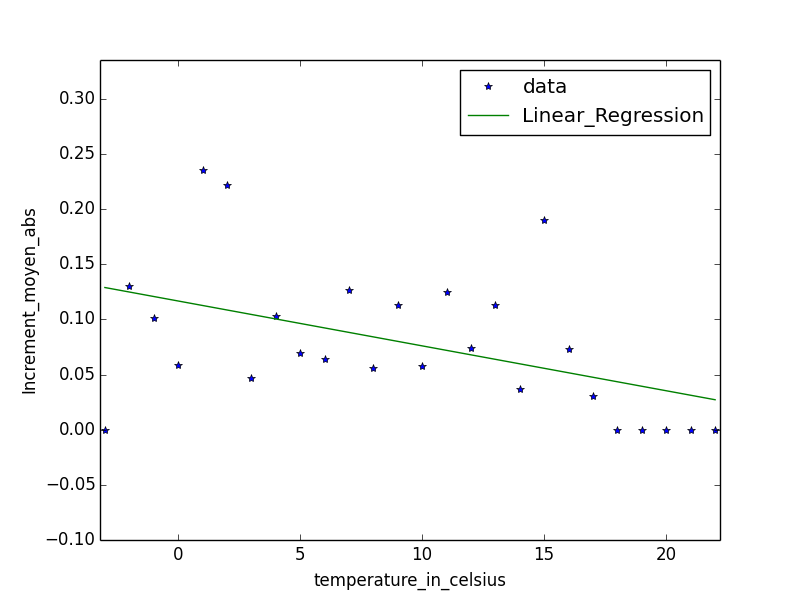 data
Linear_Regression
0.30
0.25
0.20
0.15
0.10
0.05
0.00
−0.05
−0.10
Increment_moyen_abs
0 5 10 15 20
temperature_in_celsius